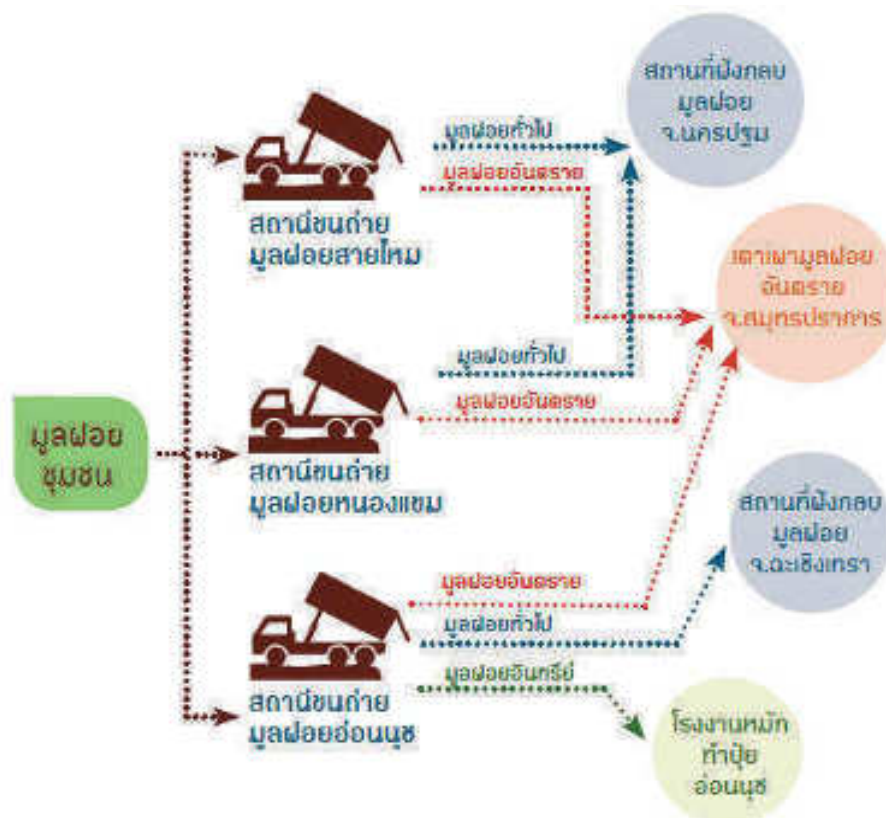 มูลฝอย
ชุมชน
มูลฝอยทั่วไป
มูลฝอยอันตราย
สถานีขนถ่าย
มูลฝอยสายไหม
มูลฝอยทั่วไป
มูลฝอยอันตราย
สถานีขนถ่าย
มูลฝอยหนองแขม
มูลฝอยอันตราย
มูลฝอยทั่วไป
มูลฝอยอินทรีย์
สถานีขนถ่าย
มูลฝอยอ่อนนุช
สถานที่ฝังกลบ
มูลฝอย
จ.นครปฐม
เตาเผามูลฝอย
อันตราย
จ.สมุทรปราการ
สถานที่ฝังกลบ
มูลฝอย
จ.ฉะเชิงเทรา
โรงงานหมัก
ทำปุ๋ย
อ่อนนุช